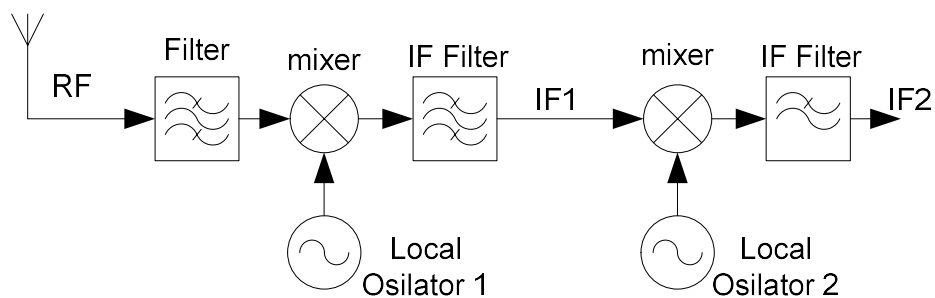 Filter
mixer
IF Filter
mixer
IF Filter
RF
IF1
IF2
Local
Osilator 1
Local
Osilator 2